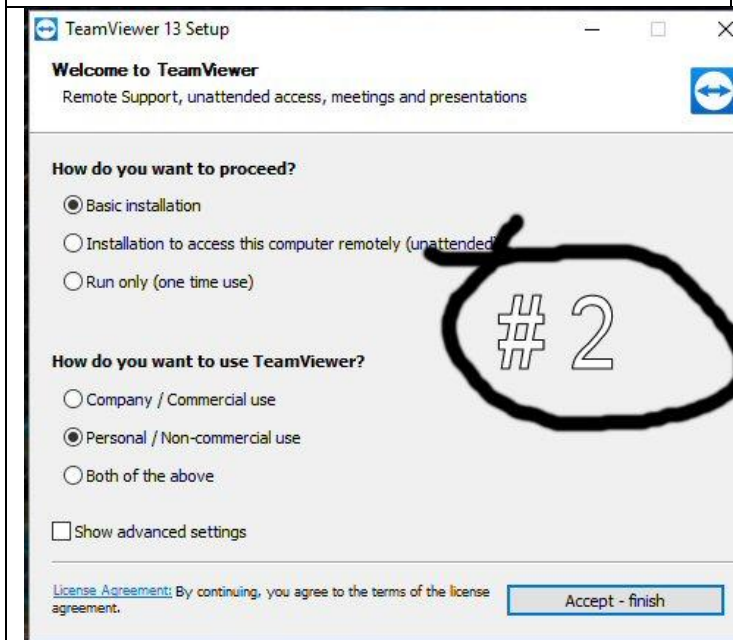 TeamViewer 13 Setup
Welcome to TeamViewer
Remote Support, unattended access, meetings and presentations
How do you want to proceed?
Basic installation
Installation to access this computer remotely (unattended)
Run only (one time use)
# 2
How do you want to use TeamViewer?
Company / Commercial use
Personal / Non-commercial use
Both of the above
Show advanced settings
License Agreement: By continuing, you agree to the terms of the license
agreement.
Accept - finish